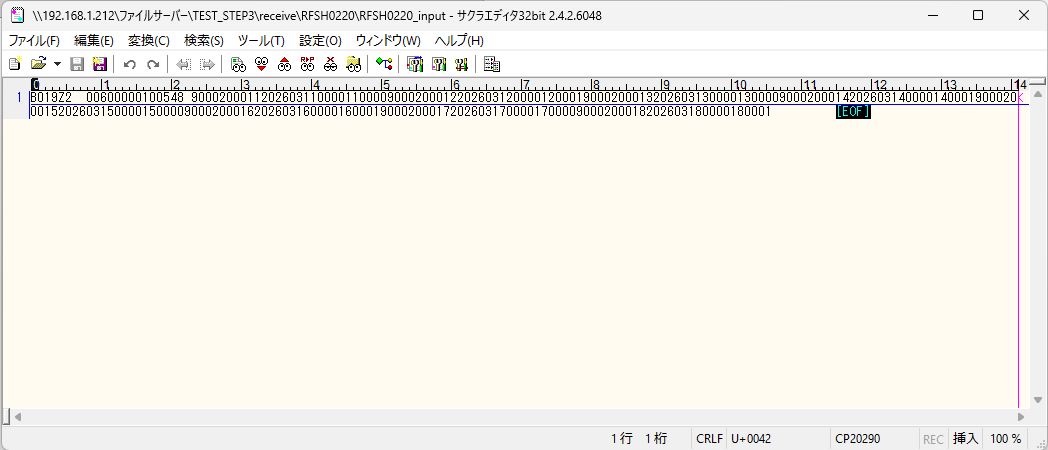 \\192.168.1.212\ファイルサーバー\TEST_STEP3\receive\RFSH0220\RFSH0220_input - サクラエディタ32bit 2.4.2.6048
ファイル(F) 編集(E) 変換(C) 検索(S) ツール(T) 設定(O) ウィンドウ(W) ヘルプ(H)
0 1 2 3 4 5 6 7 8 9 10 11 12 13 14
1 B019Z2  00600000100548 9000200011202603110000110000900020001220260312000012000190002000132026031300001300009000200014202603140000140001900020<
0015202603150000150000900020001620260316000016000190002000172026031700001700009000200018202603180000180001 [EOF]
1 行 1 桁 CRLF U+0042 CP20290 REC 挿入 100 %